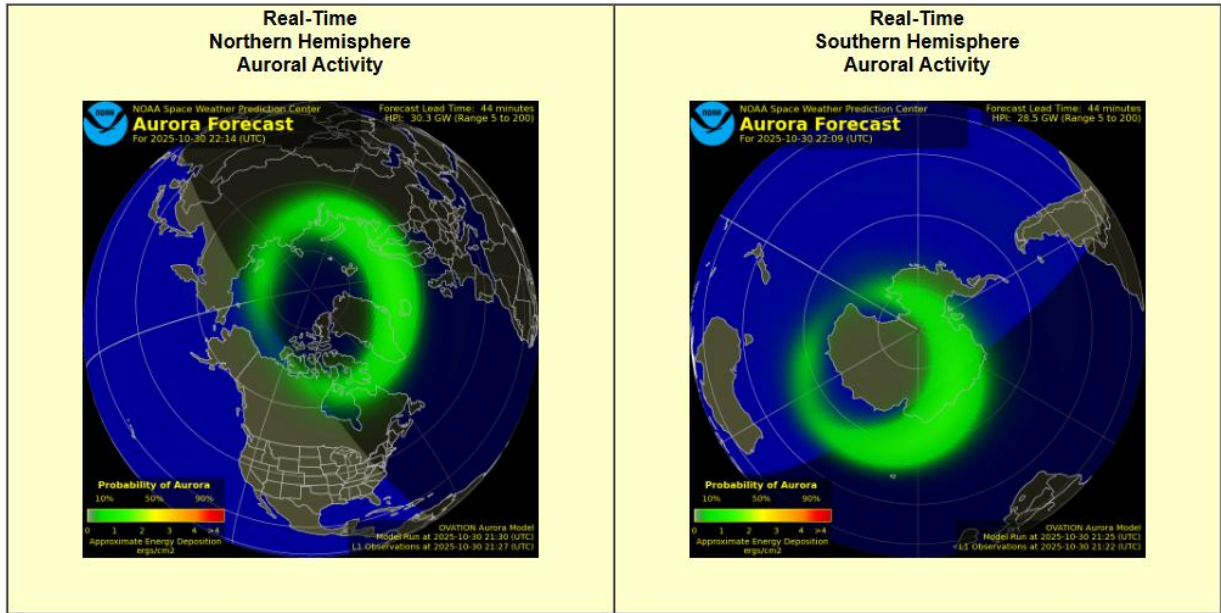 Real-Time
Northern Hemisphere
Auroral Activity
NOAA
NOAA Space Weather Prediction Center
Aurora Forecast
For 2025-10-30 22:14 (UTC)
Forecast Lead Time: 44 minutes
HPI: 30.3 GW (Range 5 to 200)
Probability of Aurora
10% 50% 90%
0 1 2 3 4 >4
Approximate Energy Deposition
ergs/cm2
OVATION Aurora Model
Model Run at 2025-10-30 21:30 (UTC)
L1 Observations at 2025-10-30 21:27 (UTC)
Real-Time
Southern Hemisphere
Auroral Activity
NOAA
NOAA Space Weather Prediction Center
Aurora Forecast
For 2025-10-30 22:09 (UTC)
Forecast Lead Time: 44 minutes
HPI: 28.5 GW (Range 5 to 200)
Probability of Aurora
10% 50% 90%
0 1 2 3 4 >4
Approximate Energy Deposition
ergs/cm2
OVATION Aurora Model
Model Run at 2025-10-30 21:25 (UTC)
L1 Observations at 2025-10-30 21:22 (UTC)